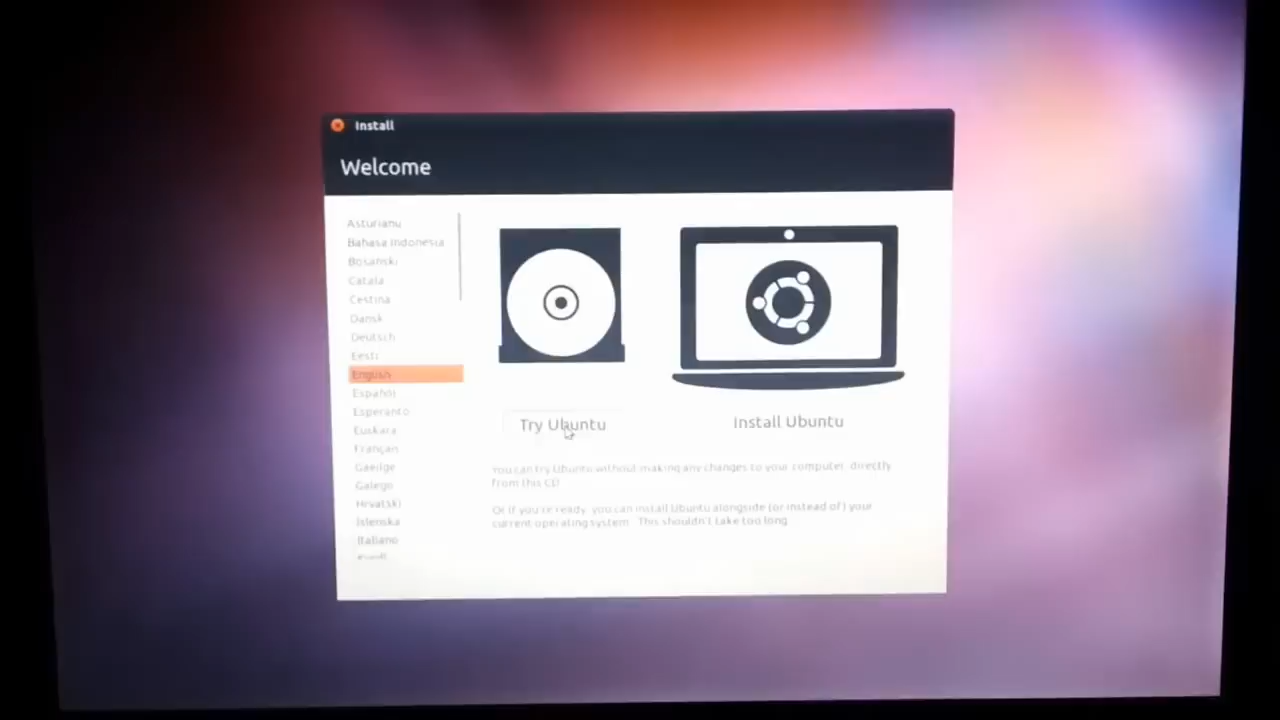 Install
Welcome
Asturianu
Bahasa Indonesia
Bosanski
Català
Čeština
Dansk
Deutsch
Eesti
English
Español
Esperanto
Euskara
Français
Gaeilge
Galego
Hrvatski
Íslenska
Italiano
Try Ubuntu
Install Ubuntu
You can try Ubuntu without making any changes to your computer, directly
from this CD.
Or if you're ready, you can install Ubuntu alongside (or instead of) your
current operating system. This shouldn't take too long.